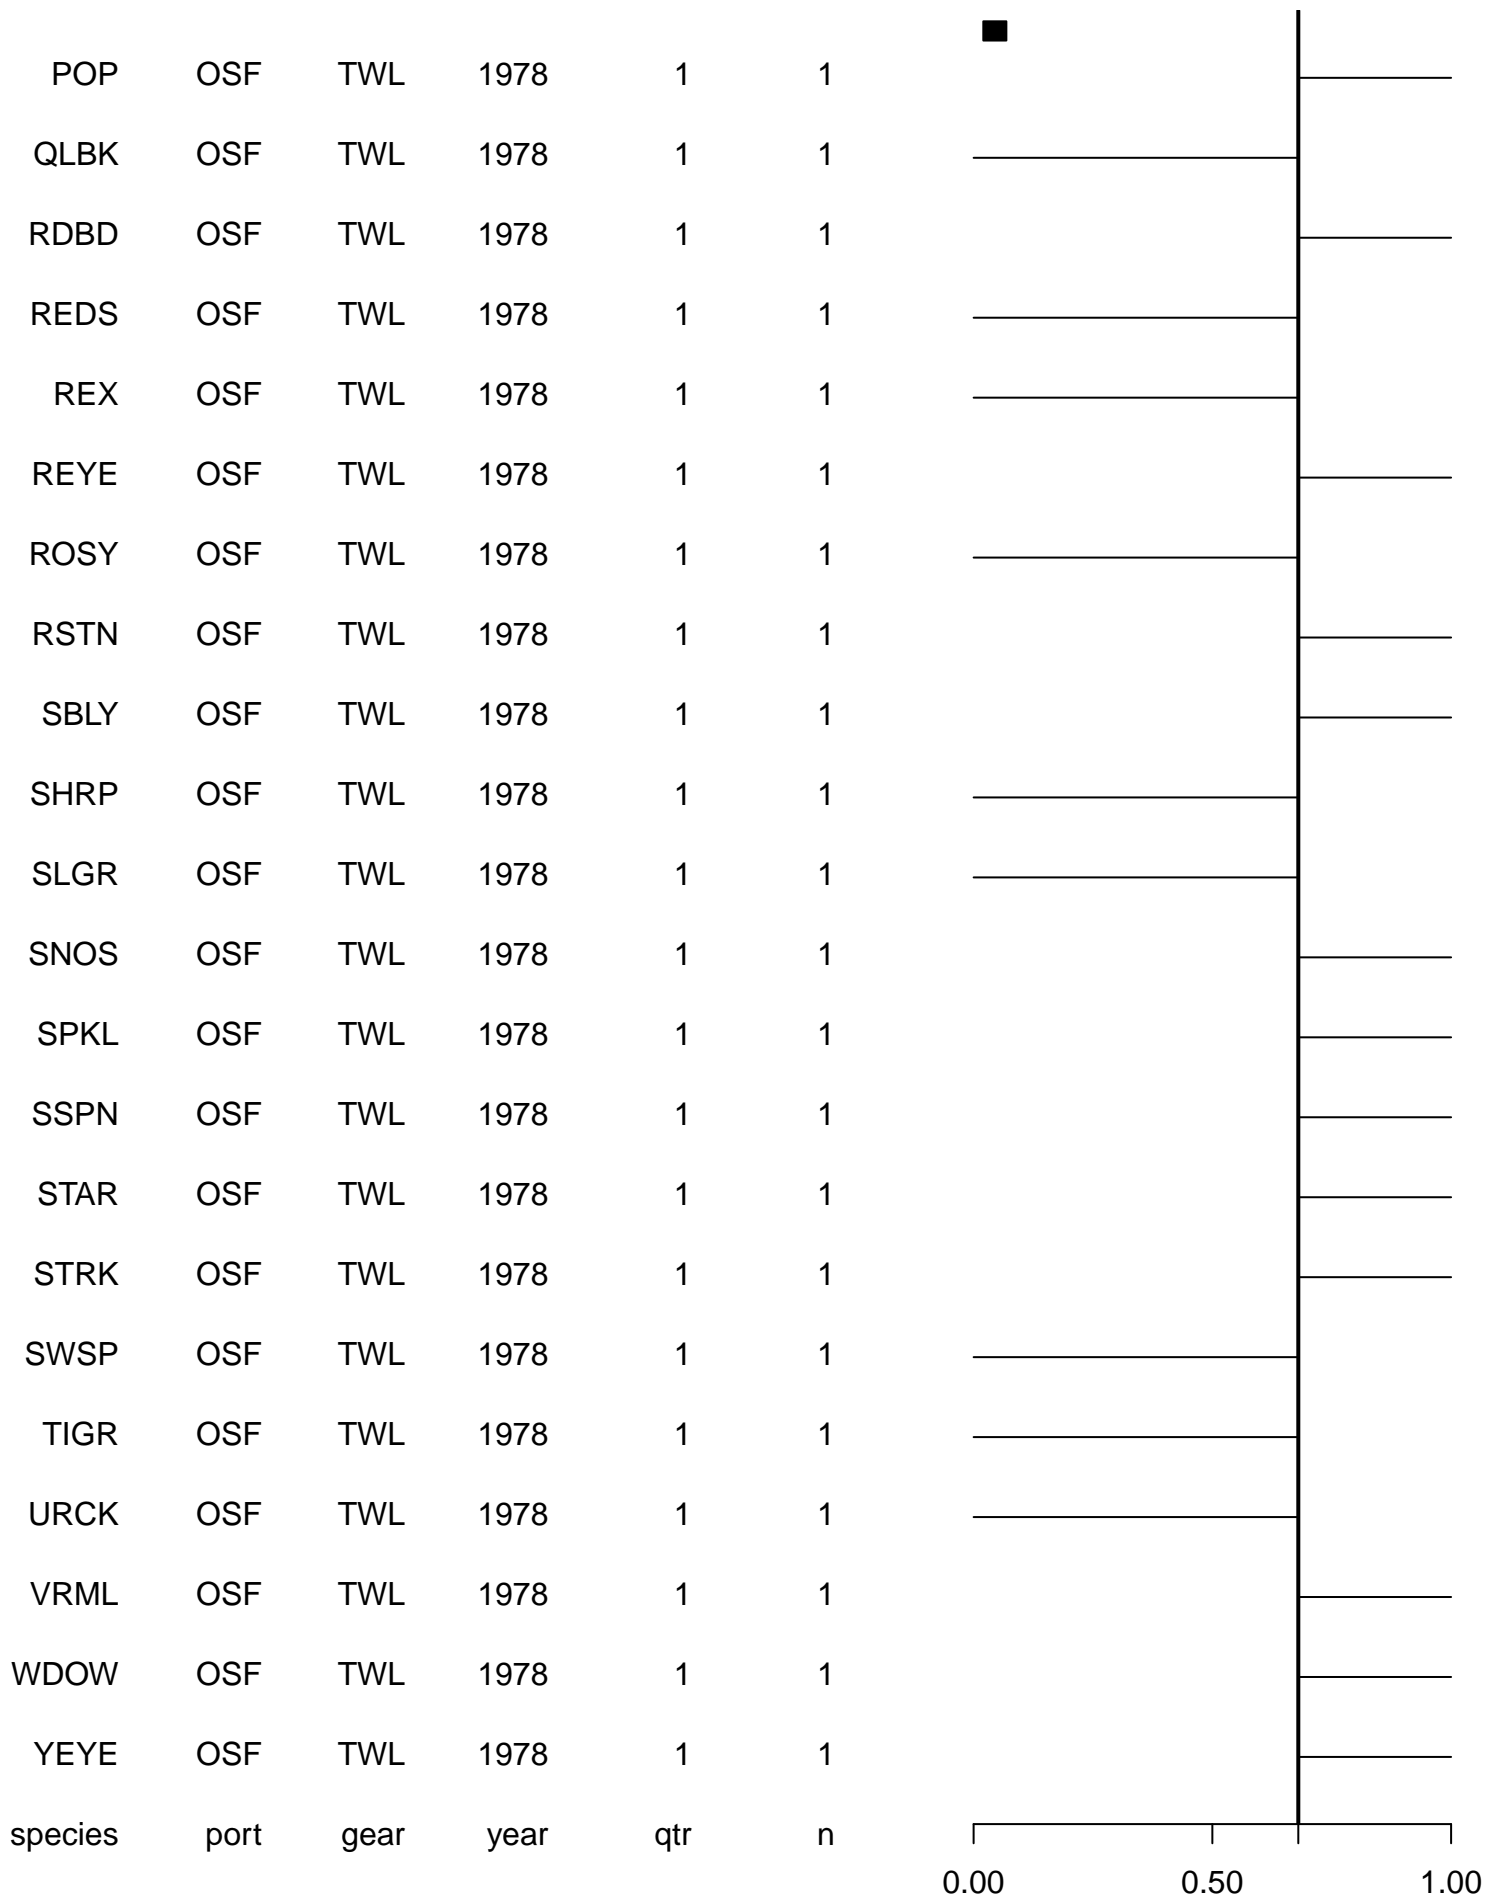 POP OSF TWL 1978 1 1
QLBK OSF TWL 1978 1 1
RDBD OSF TWL 1978 1 1
REDS OSF TWL 1978 1 1
REX OSF TWL 1978 1 1
REYE OSF TWL 1978 1 1
ROSY OSF TWL 1978 1 1
RSTN OSF TWL 1978 1 1
SBLY OSF TWL 1978 1 1
SHRP OSF TWL 1978 1 1
SLGR OSF TWL 1978 1 1
SNOS OSF TWL 1978 1 1
SPKL OSF TWL 1978 1 1
SSPN OSF TWL 1978 1 1
STAR OSF TWL 1978 1 1
STRK OSF TWL 1978 1 1
SWSP OSF TWL 1978 1 1
TIGR OSF TWL 1978 1 1
URCK OSF TWL 1978 1 1
VRML OSF TWL 1978 1 1
WDOW OSF TWL 1978 1 1
YEYE OSF TWL 1978 1 1
species port gear year qtr n
0.00 0.50 1.00